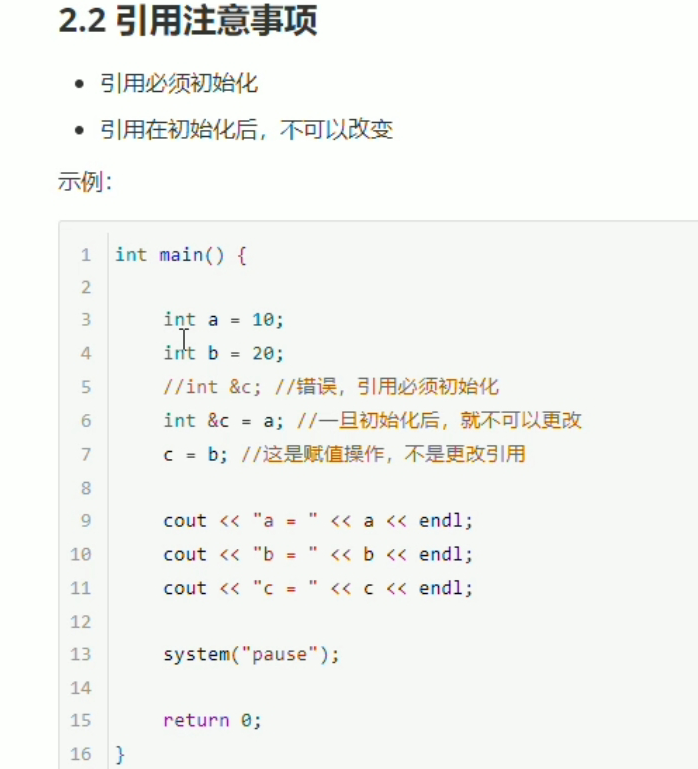 2.2 引用注意事项
• 引用必须初始化
• 引用在初始化后，不可以改变
示例：
1 int main() {
2
3     int a = 10;
4     int b = 20;
5     //int &c; //错误，引用必须初始化
6     int &c = a; //一旦初始化后，就不可以更改
7     c = b; //这是赋值操作，不是更改引用
8
9     cout << "a = " << a << endl;
10     cout << "b = " << b << endl;
11     cout << "c = " << c << endl;
12
13     system("pause");
14
15     return 0;
16 }